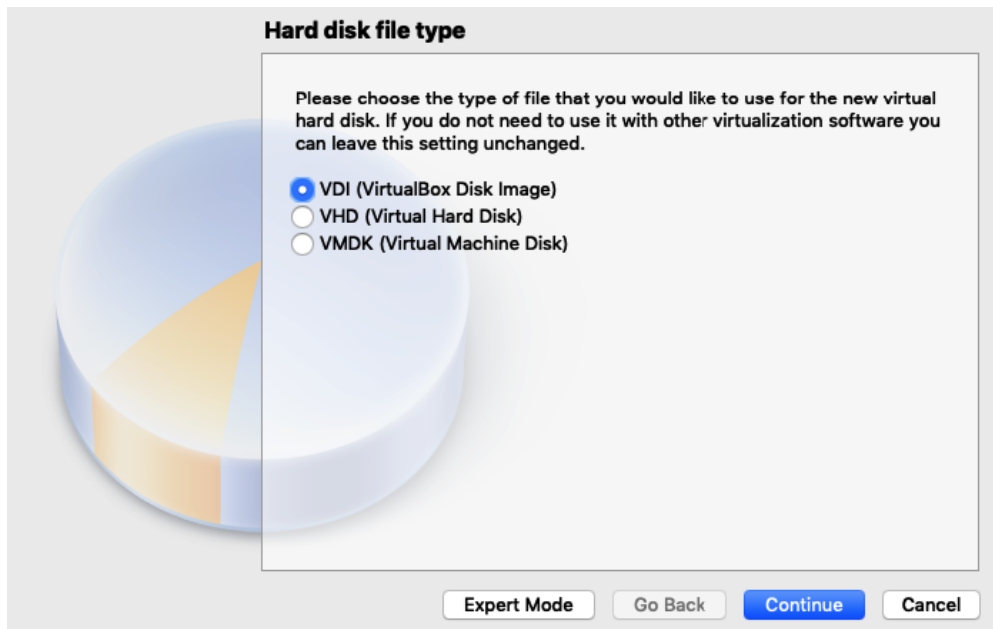 Hard disk file type
Please choose the type of file that you would like to use for the new virtual
hard disk. If you do not need to use it with other virtualization software you
can leave this setting unchanged.
VDI (VirtualBox Disk Image)
VHD (Virtual Hard Disk)
VMDK (Virtual Machine Disk)
Expert Mode
Go Back
Continue
Cancel